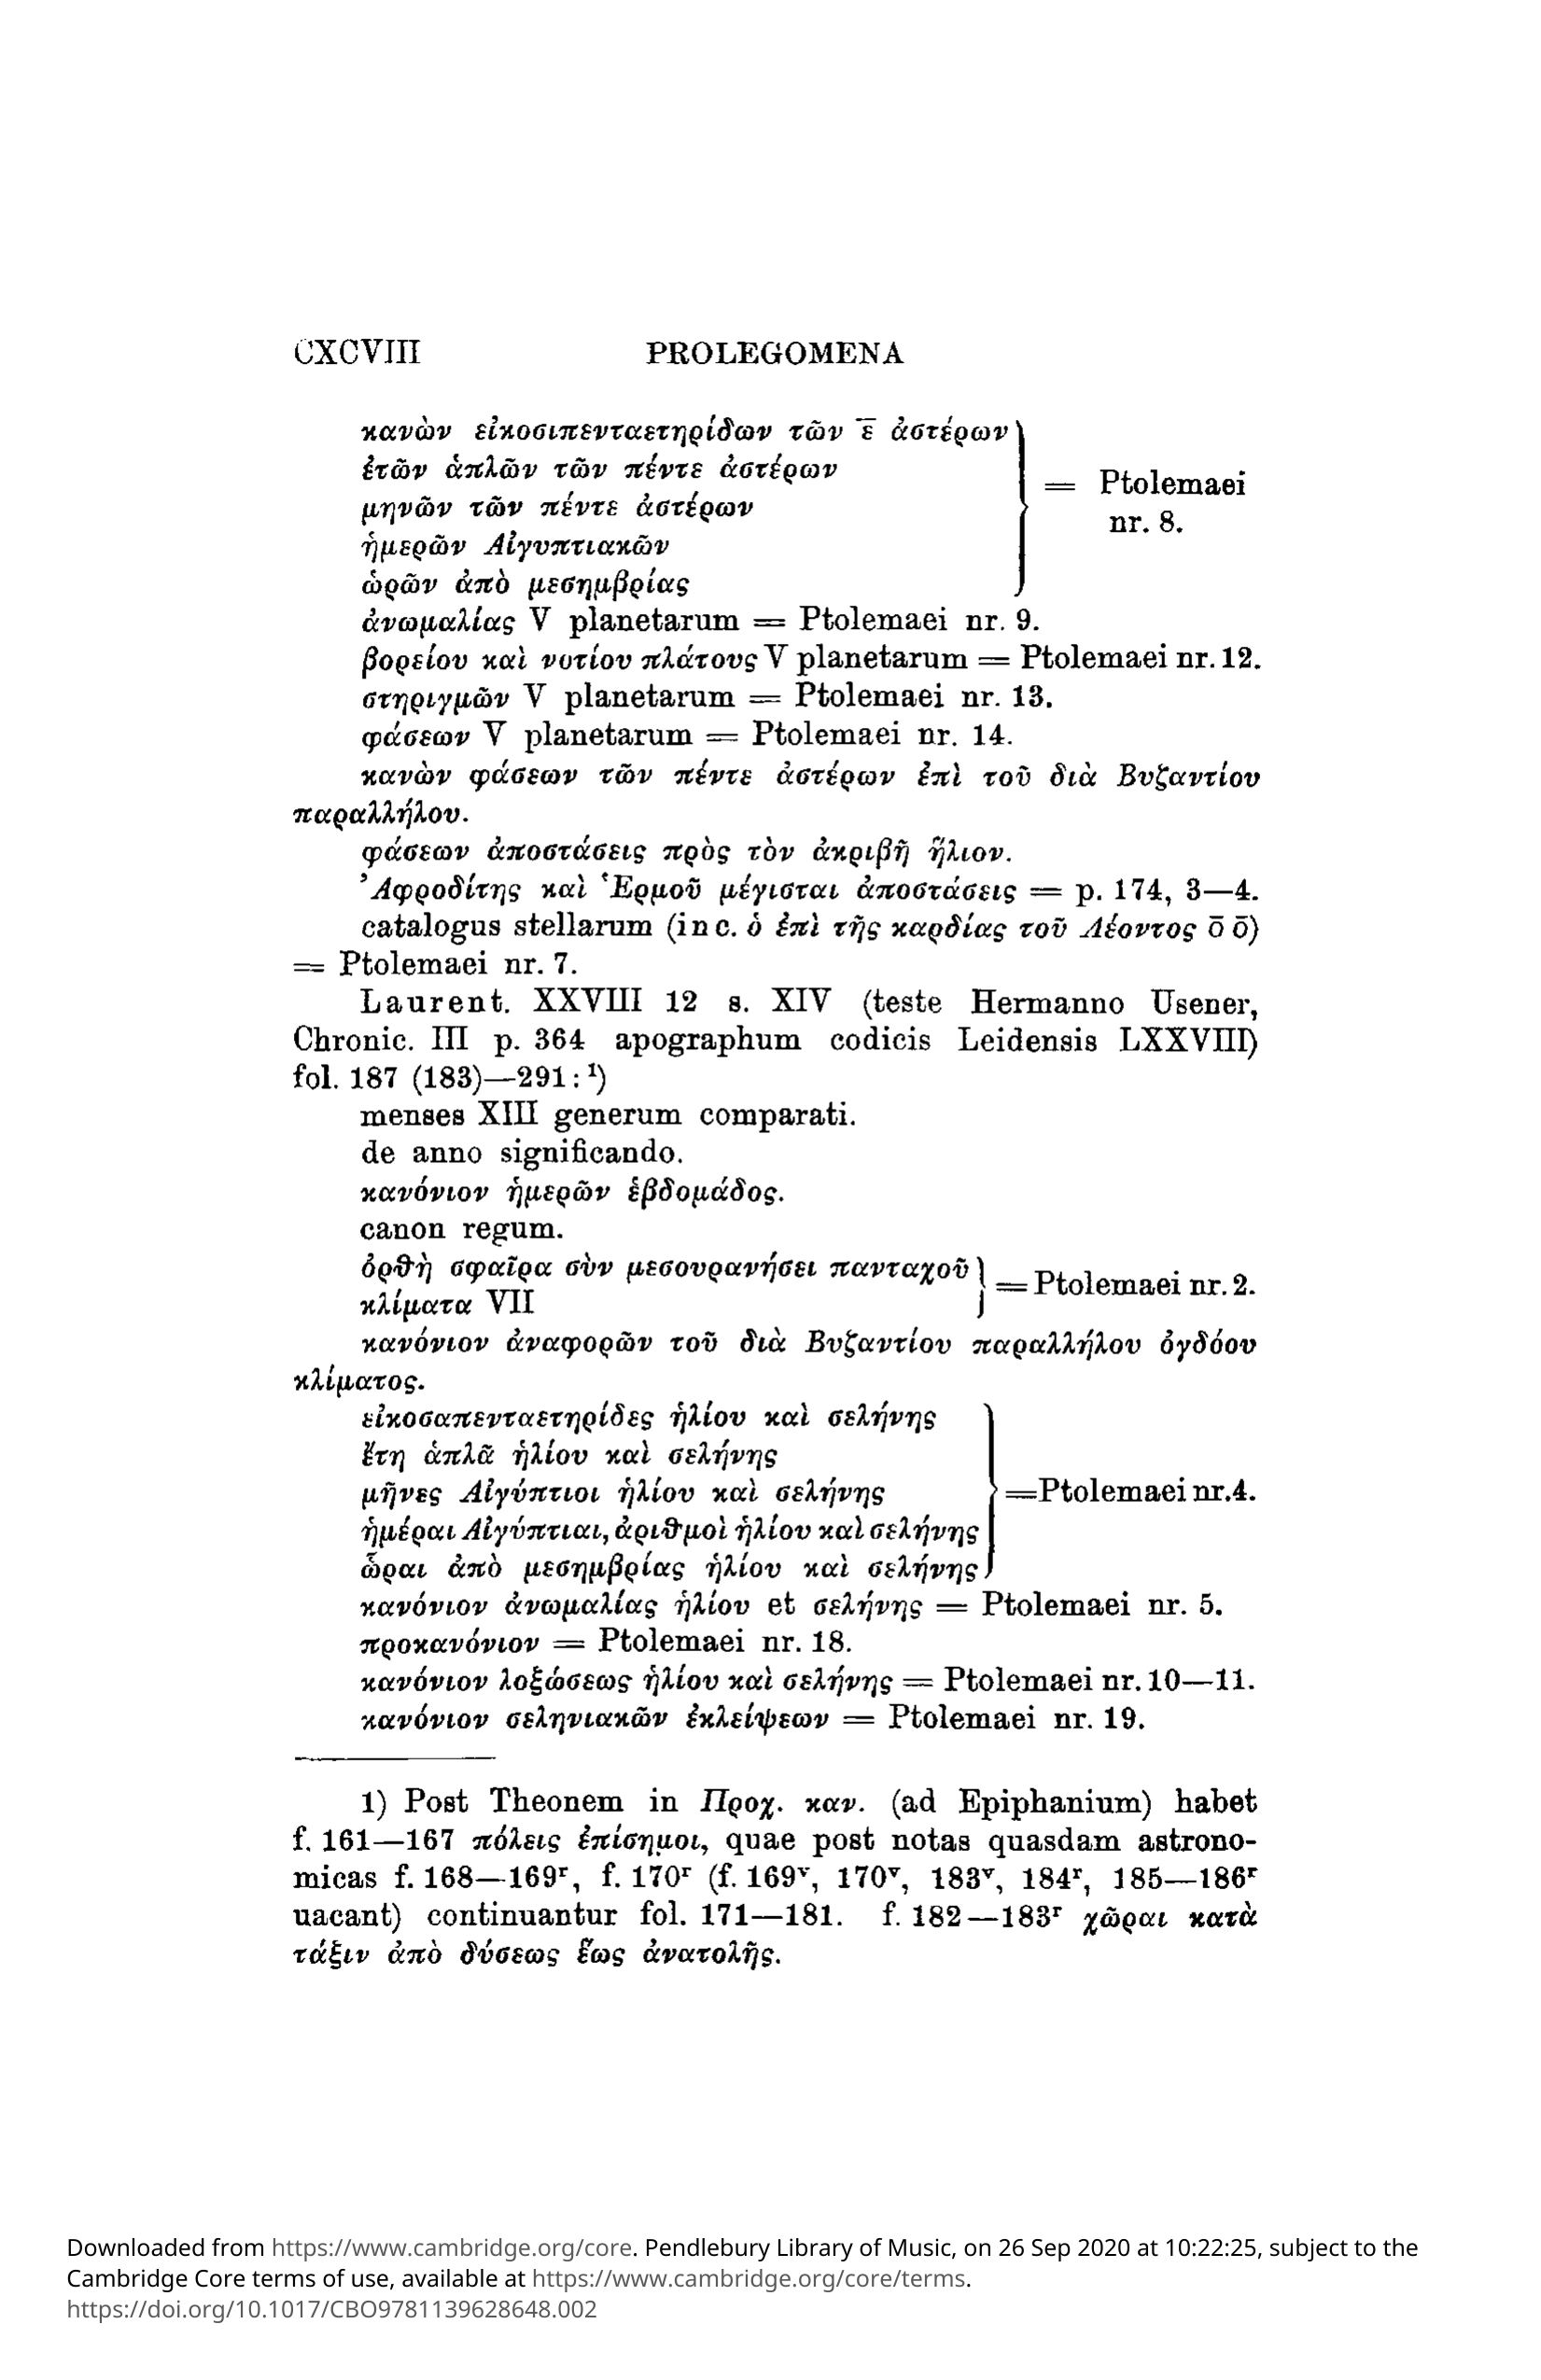 CXCVIII PROLEGOMENA
κανὼν εἰκοσιπενταετηρίδων τῶν ε̅ ἀστέρων
ἐτῶν ἁπλῶν τῶν πέντε ἀστέρων
= Ptolemaei
μηνῶν τῶν πέντε ἀστέρων
nr. 8.
ἡμερῶν Αἰγυπτιακῶν
ὡρῶν ἀπὸ μεσημβρίας
ἀνωμαλίας V planetarum = Ptolemaei nr. 9.
βορείου καὶ νοτίου πλάτους V planetarum = Ptolemaei nr. 12.
στηριγμῶν V planetarum = Ptolemaei nr. 13.
φάσεων V planetarum = Ptolemaei nr. 14.
κανὼν φάσεων τῶν πέντε ἀστέρων ἐπὶ τοῦ διὰ Βυζαντίου
παραλλήλου.
φάσεων ἀποστάσεις πρὸς τὸν ἀκριβῆ ἥλιον.
Ἀφροδίτης καὶ Ἑρμοῦ μέγισται ἀποστάσεις = p. 174, 3—4.
catalogus stellarum (inc. ὁ ἐπὶ τῆς καρδίας τοῦ Λέοντος ο̄ ο̄)
= Ptolemaei nr. 7.
Laurent. XXVIII 12 s. XIV (teste Hermanno Usener,
Chronic. III p. 364 apographum codicis Leidensis LXXVIII)
fol. 187 (183)—291:¹)
menses XIII generum comparati.
de anno significando.
κανόνιον ἡμερῶν ἑβδομάδος.
canon regum.
ὀρϑὴ σφαῖρα σὺν μεσουρανήσει πανταχοῦ
κλίματα VII
= Ptolemaei nr. 2.
κανόνιον ἀναφορῶν τοῦ διὰ Βυζαντίου παραλλήλου ὀγδόου
κλίματος.
εἰκοσαπενταετηρίδες ἡλίου καὶ σελήνης
ἔτη ἁπλᾶ ἡλίου καὶ σελήνης
μῆνες Αἰγύπτιοι ἡλίου καὶ σελήνης = Ptolemaei nr. 4.
ἡμέραι Αἰγύπτιαι, ἀριϑμοὶ ἡλίου καὶ σελήνης
ὧραι ἀπὸ μεσημβρίας ἡλίου καὶ σελήνης
κανόνιον ἀνωμαλίας ἡλίου et σελήνης = Ptolemaei nr. 5.
προκανόνιον = Ptolemaei nr. 18.
κανόνιον λοξώσεως ἡλίου καὶ σελήνης = Ptolemaei nr. 10—11.
κανόνιον σεληνιακῶν ἐκλείψεων = Ptolemaei nr. 19.
1) Post Theonem in Προχ. καν. (ad Epiphanium) habet
f. 161—167 πόλεις ἐπίσημοι, quae post notas quasdam astrono-
micas f. 168—169ʳ, f. 170ʳ (f. 169ᵛ, 170ᵛ, 183ᵛ, 184ʳ, 185—186ʳ
uacant) continuantur fol. 171—181. f. 182—183ʳ χῶραι κατὰ
τάξιν ἀπὸ δύσεως ἕως ἀνατολῆς.
Downloaded from https://www.cambridge.org/core. Pendlebury Library of Music, on 26 Sep 2020 at 10:22:25, subject to the
Cambridge Core terms of use, available at https://www.cambridge.org/core/terms.
https://doi.org/10.1017/CBO9781139628648.002